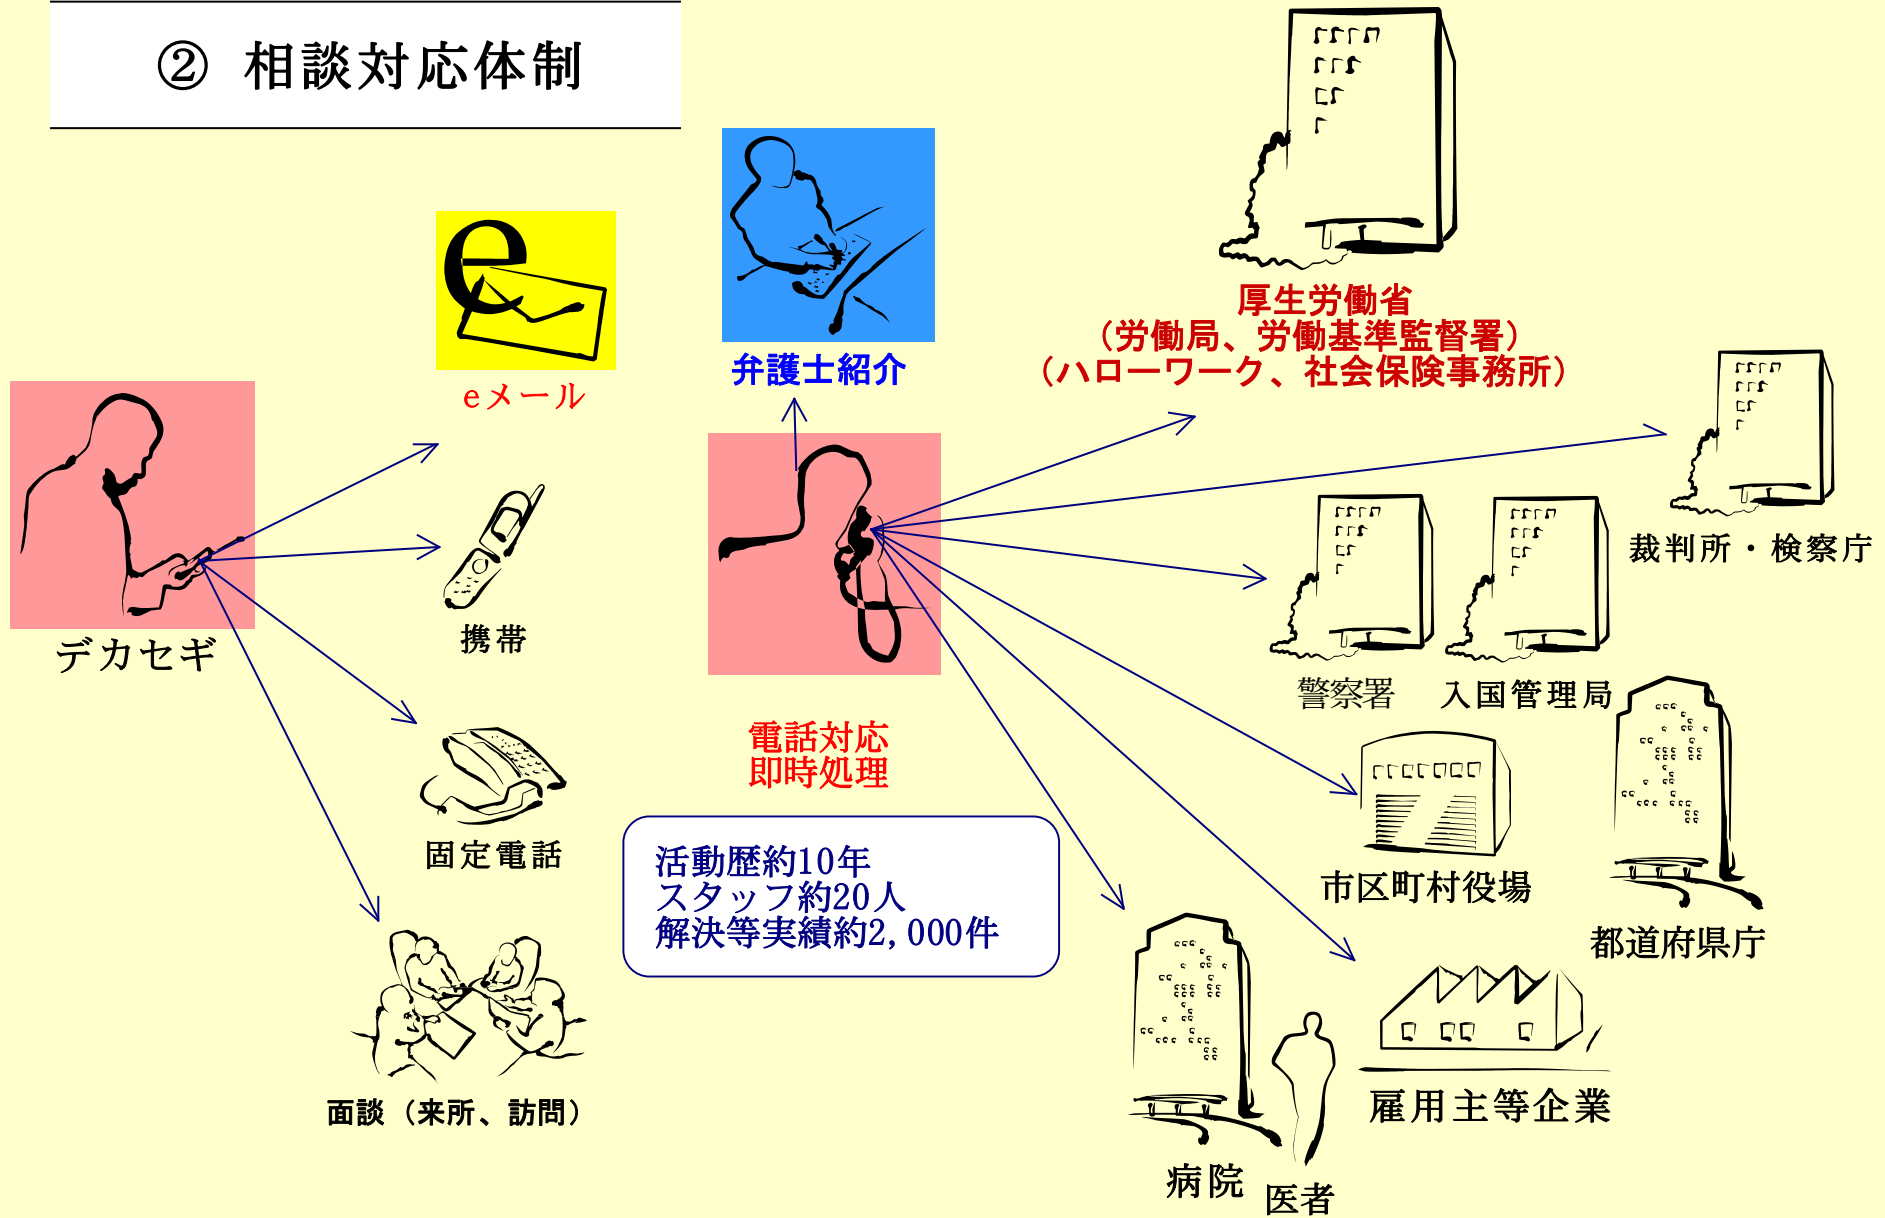 ② 相談対応体制
eメール
弁護士紹介
厚生労働省
（労働局、労働基準監督署）
（ハローワーク、社会保険事務所）
裁判所・検察庁
デカセギ
携帯
警察署
入国管理局
電話対応
即時処理
固定電話
活動歴約10年
スタッフ約20人
解決等実績約2,000件
市区町村役場
都道府県庁
面談（来所、訪問）
雇用主等企業
病院
医者